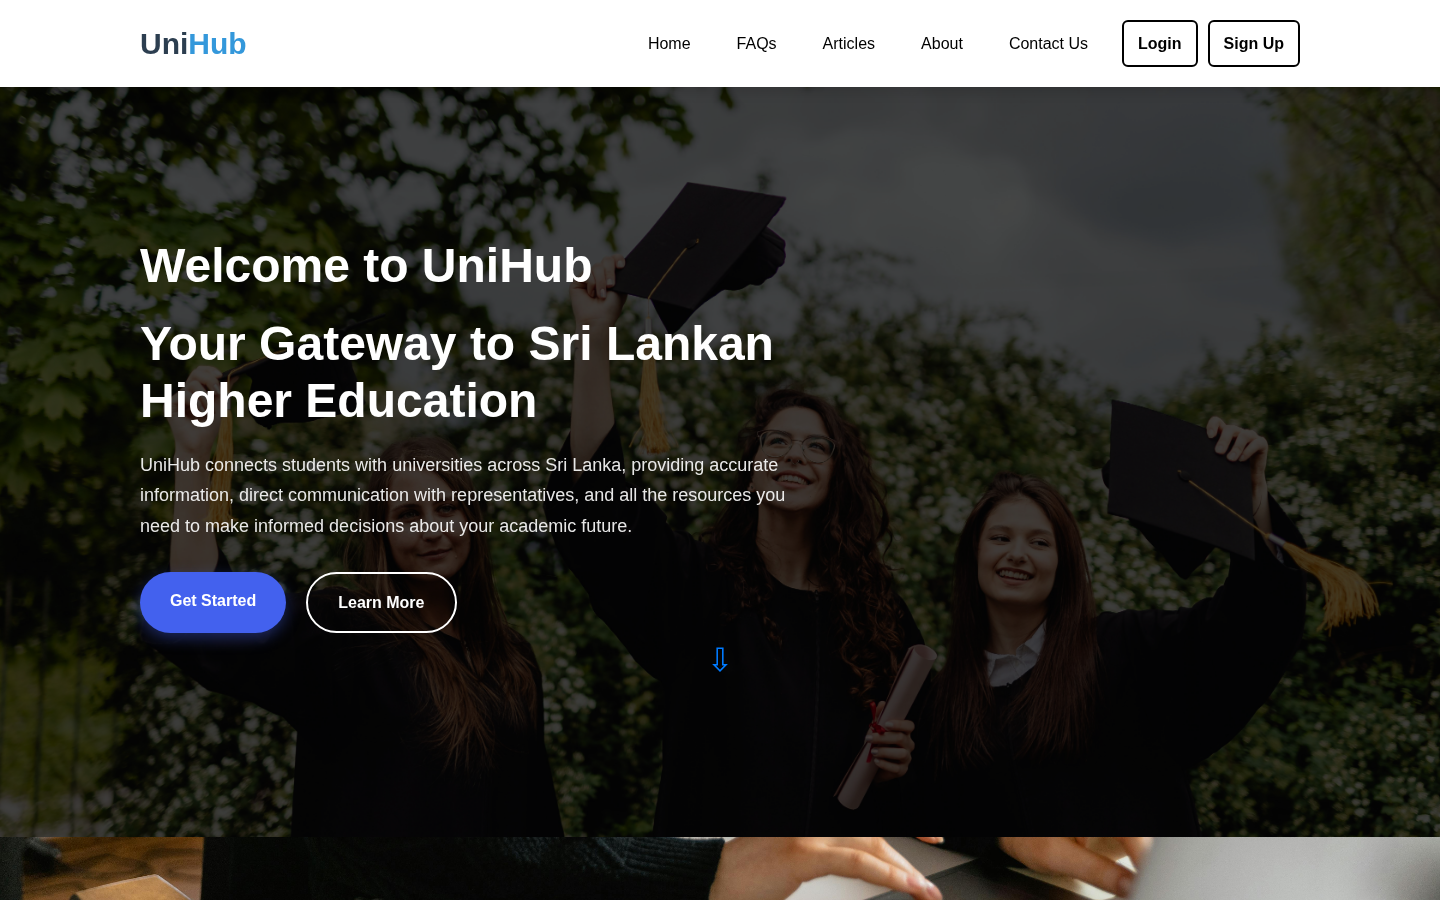 UniHub
Home
FAQs
Articles
About
Contact Us
Login
Sign Up
Welcome to UniHub
Your Gateway to Sri Lankan
Higher Education
UniHub connects students with universities across Sri Lanka, providing accurate
information, direct communication with representatives, and all the resources you
need to make informed decisions about your academic future.
Get Started
Learn More